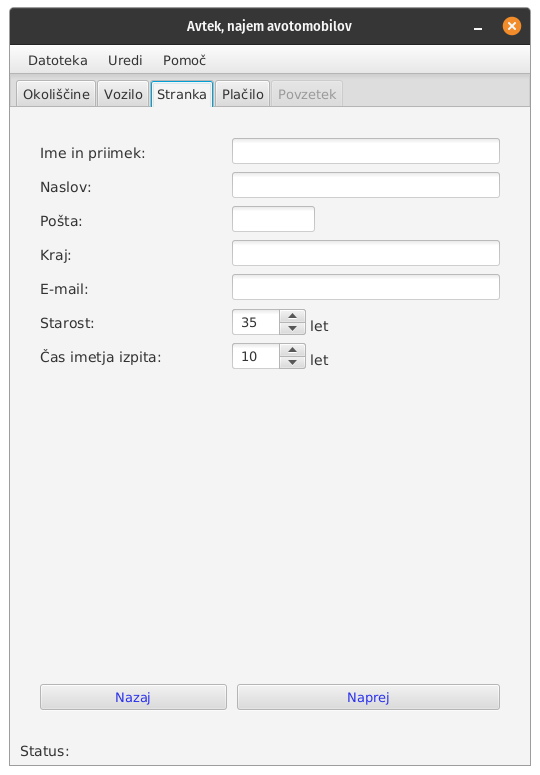 Avtek, najem avotomobilov
Datoteka Uredi Pomoč
Okoliščine Vozilo Stranka Plačilo Povzetek
Ime in priimek:
Naslov:
Pošta:
Kraj:
E-mail:
Starost: 35 let
Čas imetja izpita: 10 let
Nazaj Naprej
Status: